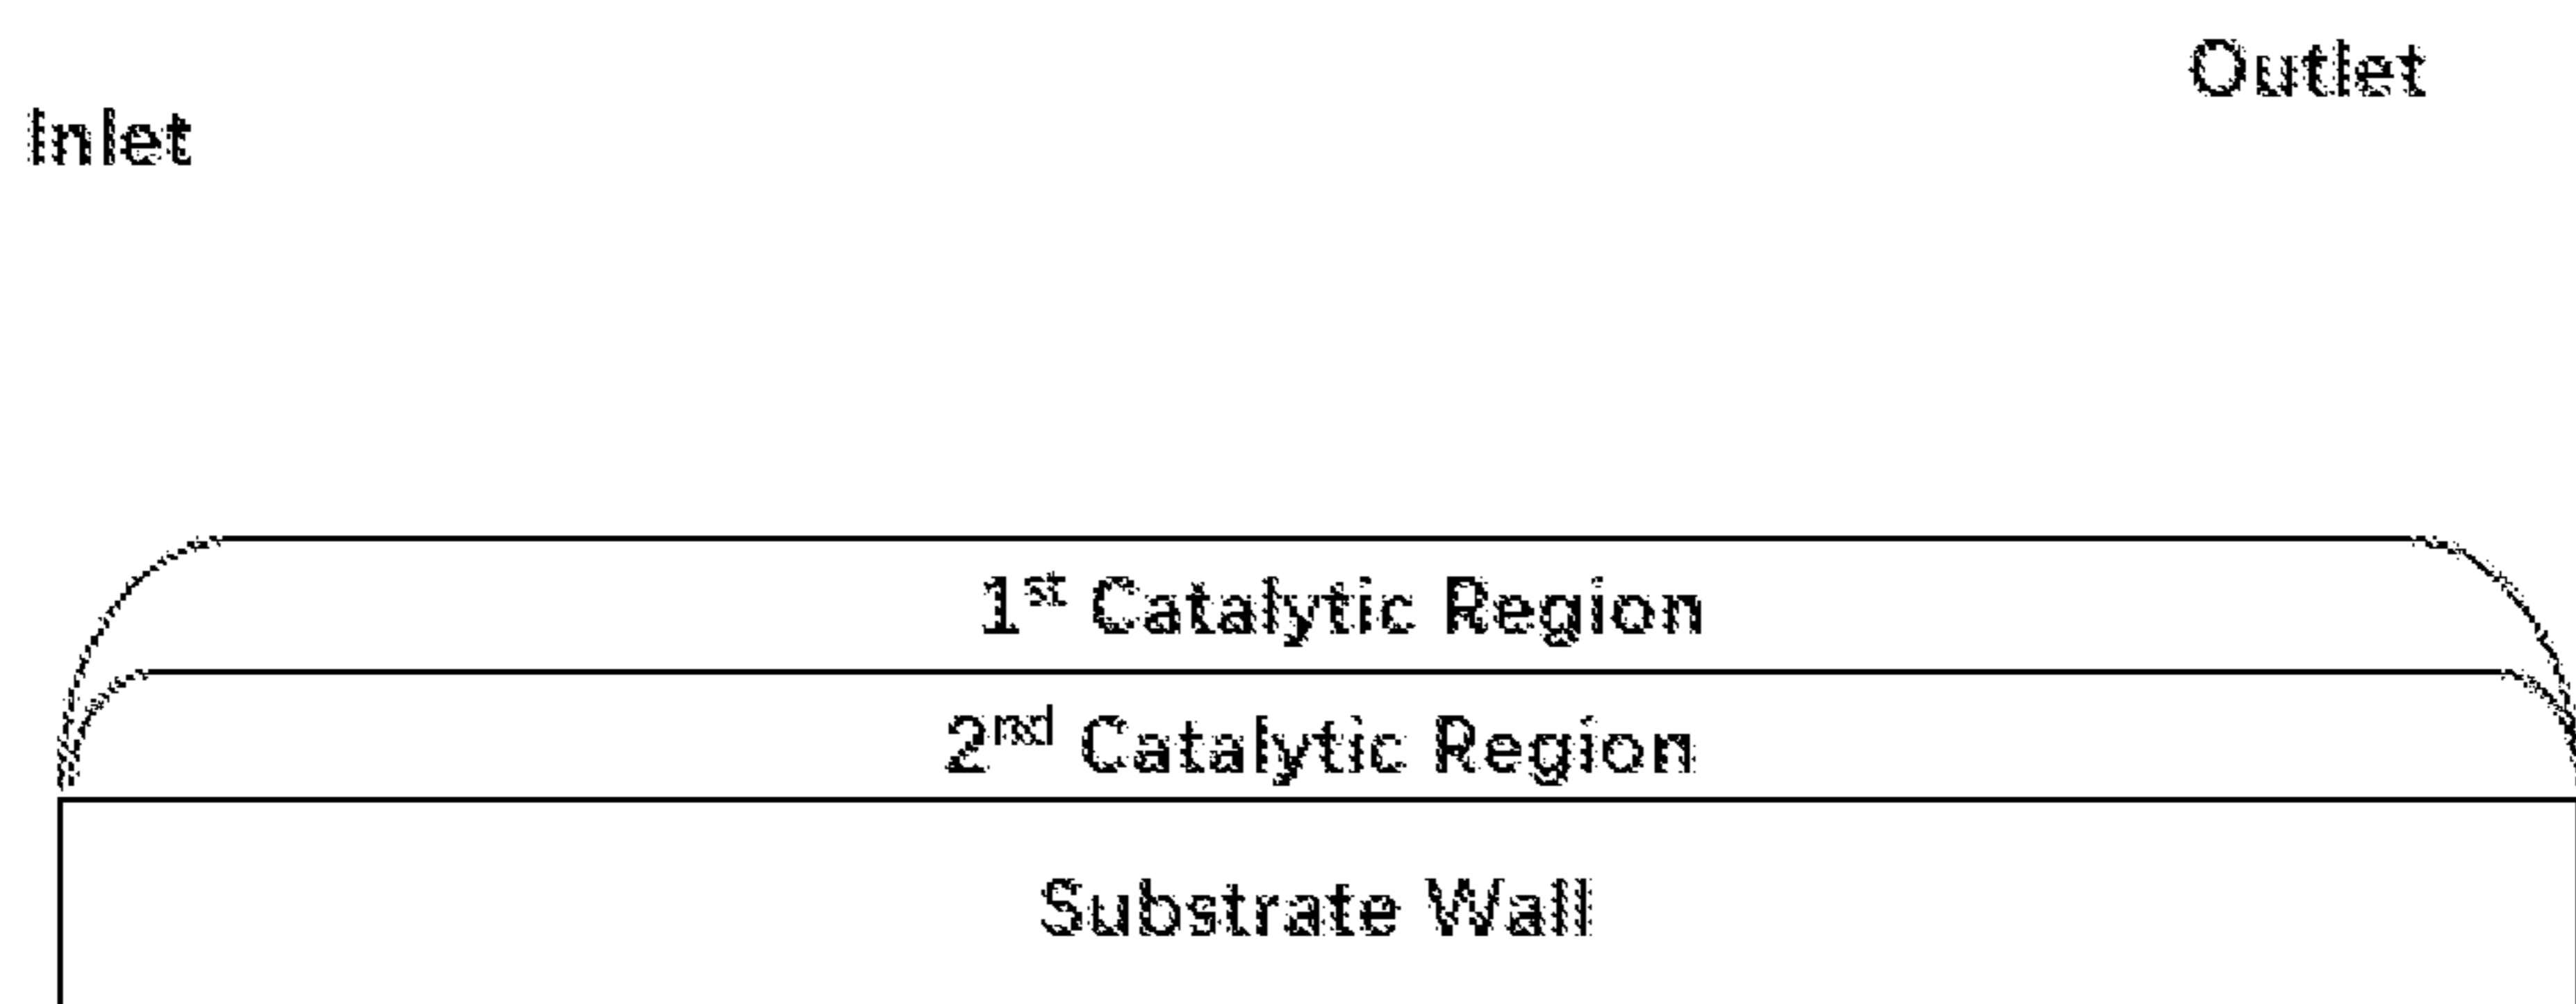 Outlet
Inlet
1st Catalytic Region
2nd Catalytic Region
Substrate Wall